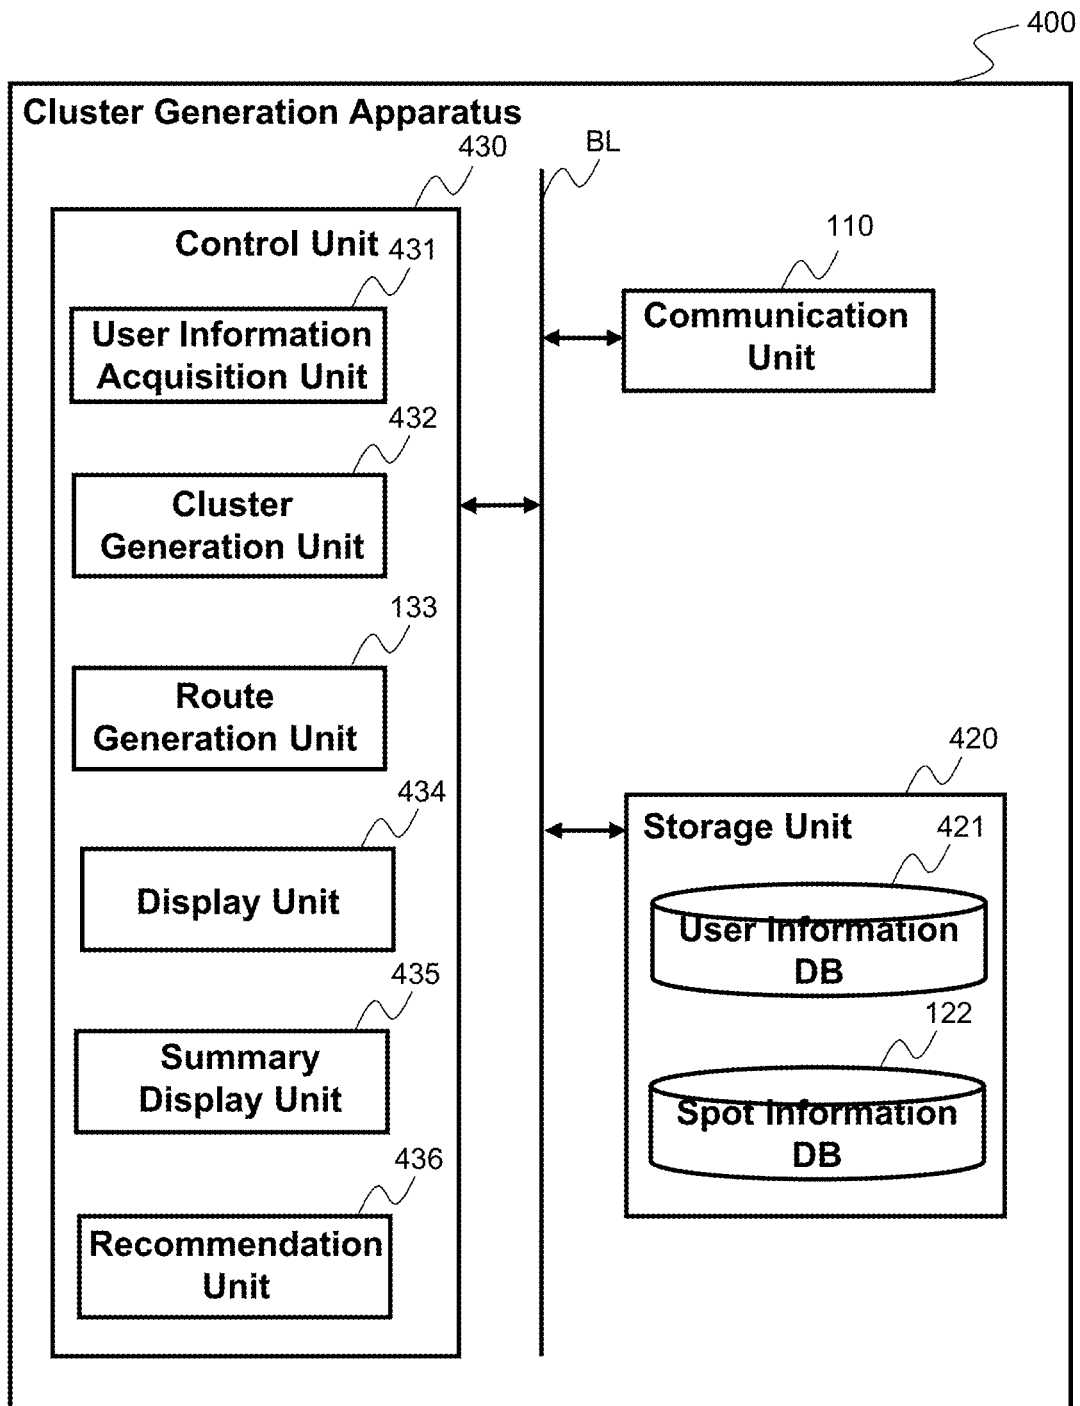 400
Cluster Generation Apparatus
430
BL
Control Unit
431
User Information
Acquisition Unit
432
Cluster
Generation Unit
133
Route
Generation Unit
434
Display Unit
435
Summary
Display Unit
436
Recommendation
Unit
110
Communication
Unit
420
Storage Unit
421
User Information
DB
122
Spot Information
DB